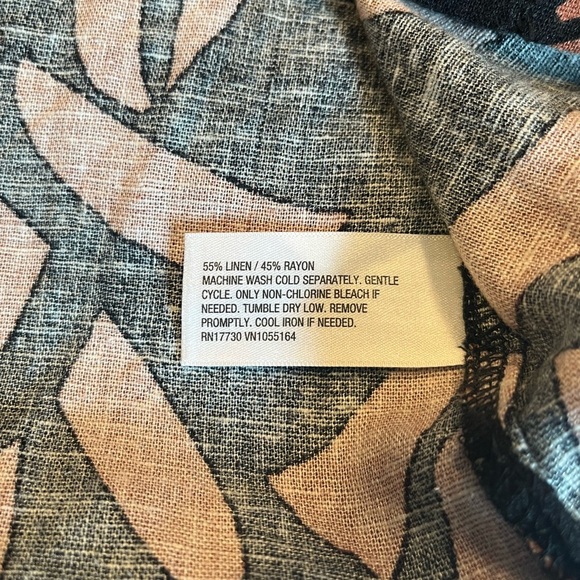 55% LINEN / 45% RAYON
MACHINE WASH COLD SEPARATELY. GENTLE
CYCLE. ONLY NON-CHLORINE BLEACH IF
NEEDED. TUMBLE DRY LOW. REMOVE
PROMPTLY. COOL IRON IF NEEDED.
RN17730 VN1055164